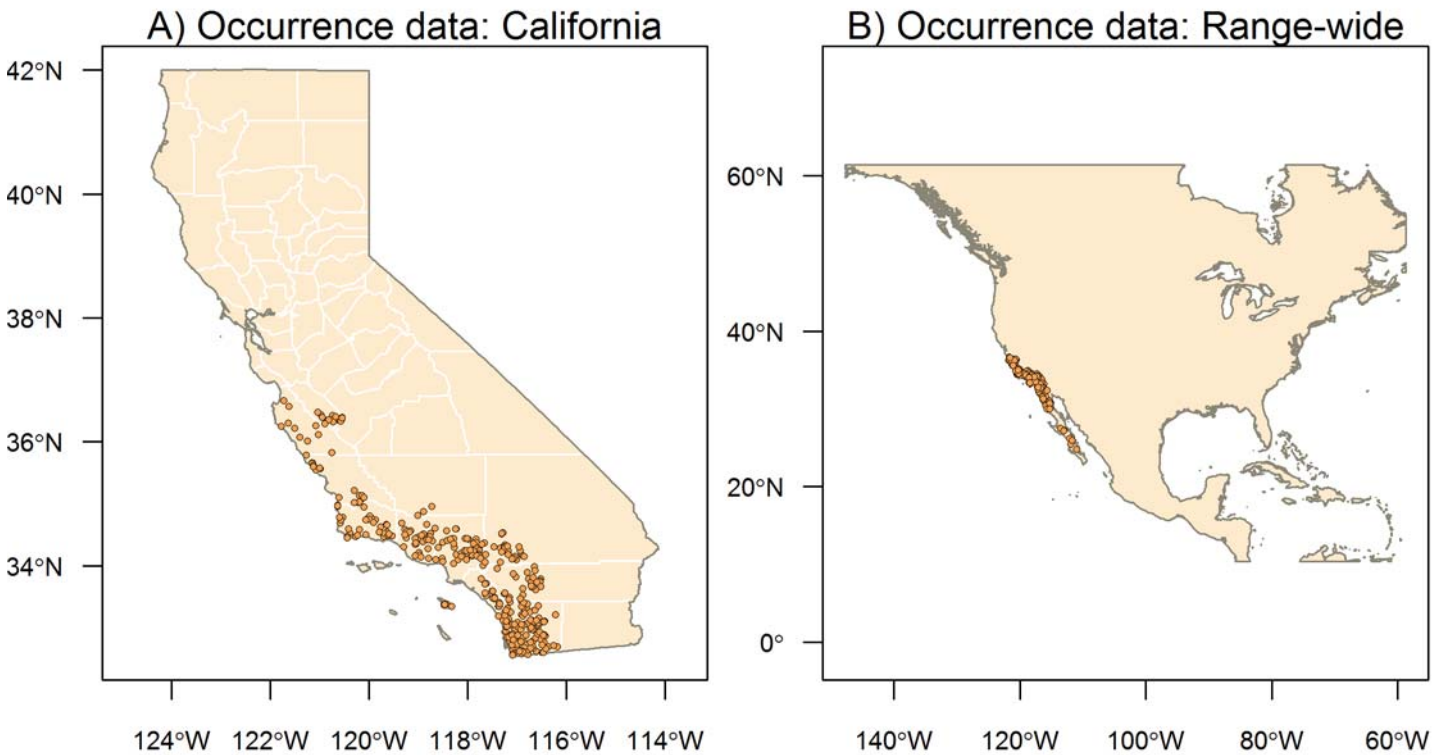 A) Occurrence data: California
42°N
40°N
38°N
36°N
34°N
124°W 122°W 120°W 118°W 116°W 114°W
B) Occurrence data: Range-wide
60°N
40°N
20°N
0°
140°W 120°W 100°W 80°W 60°W